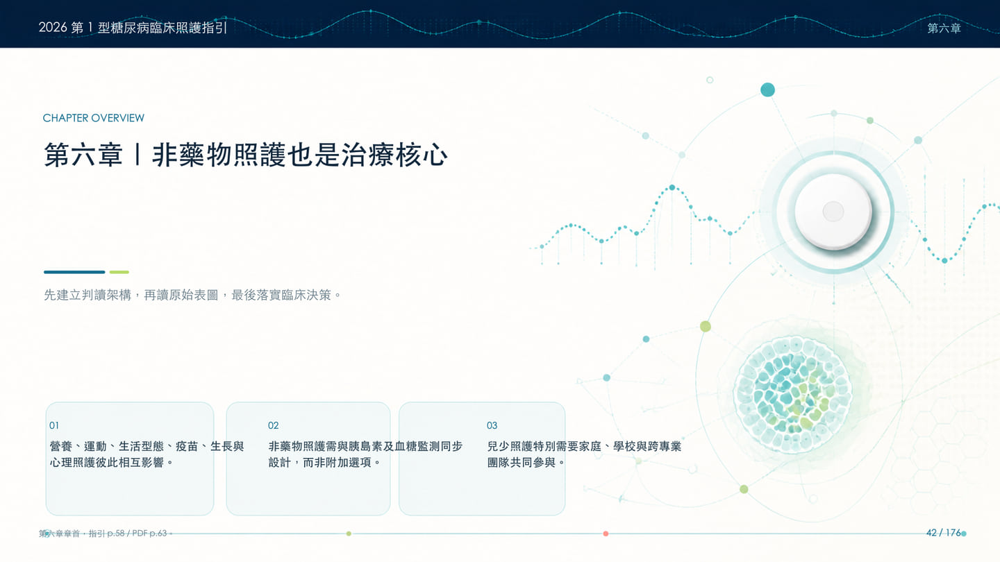 2026 第 1 型糖尿病臨床照護指引
第六章
CHAPTER OVERVIEW
第六章｜非藥物照護也是治療核心
先建立判讀架構，再讀原始表圖，最後落實臨床決策。
01
營養、運動、生活型態、疫苗、生長與
心理照護彼此相互影響。
02
非藥物照護需與胰島素及血糖監測同步
設計，而非附加選項。
03
兒少照護特別需要家庭、學校與跨專業
團隊共同參與。
第六章章首，指引 p.58 / PDF p.63。
42 / 176